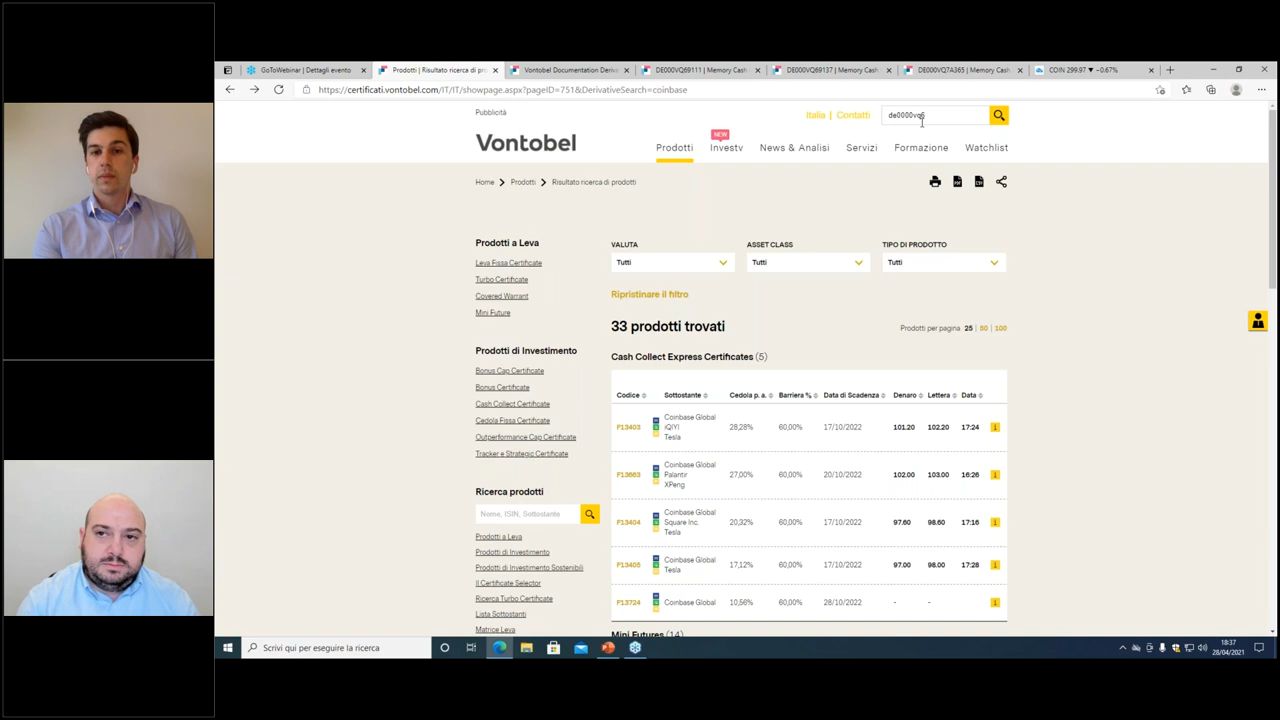 GoToWebinar | Dettagli evento
Prodotti | Risultato ricerca di pro
Vontobel Documentation Deriva
DE000VQ69111 | Memory Cash
DE000VQ69137 | Memory Cash
DE000VQ7A365 | Memory Cash
COIN 299,97 ▼ −0.67%
https://certificati.vontobel.com/IT/IT/showpage.aspx?pageID=751&DerivativeSearch=coinbase
Pubblicità
Italia | Contatti
de0000vq6
Vontobel
NEW
Prodotti
Investv
News & Analisi
Servizi
Formazione
Watchlist
Home > Prodotti > Risultato ricerca di prodotti
Prodotti a Leva
Leva Fissa Certificate
Turbo Certificate
Covered Warrant
Mini Future
Prodotti di Investimento
Bonus Cap Certificate
Bonus Certificate
Cash Collect Certificate
Cedola Fissa Certificate
Outperformance Cap Certificate
Tracker e Strategic Certificate
Ricerca prodotti
Nome, ISIN, Sottostante
Prodotti a Leva
Prodotti di Investimento
Prodotti di Investimento Sostenibili
Il Certificate Selector
Ricerca Turbo Certificate
Lista Sottostanti
Matrice Leva
VALUTA ASSET CLASS TIPO DI PRODOTTO
Tutti Tutti Tutti
Ripristinare il filtro
33 prodotti trovati
Prodotti per pagina 25 | 50 | 100
Cash Collect Express Certificates (5)
Codice Sottostante Cedola p. a. Barriera % Data di Scadenza Denaro Lettera Data
F13403 Coinbase Global iQIYI Tesla 28,28% 60,00% 17/10/2022 101.20 102.20 17:24
F13663 Coinbase Global Palantir XPeng 27,00% 60,00% 20/10/2022 102.00 103.00 16:26
F13404 Coinbase Global Square Inc. Tesla 20,32% 60,00% 17/10/2022 97.60 98.60 17:16
F13405 Coinbase Global Tesla 17,12% 60,00% 17/10/2022 97.00 98.00 17:28
F13724 Coinbase Global 10,56% 60,00% 28/10/2022 - -
Mini Futures (14)
Scrivi qui per eseguire la ricerca
18:37
28/04/2021